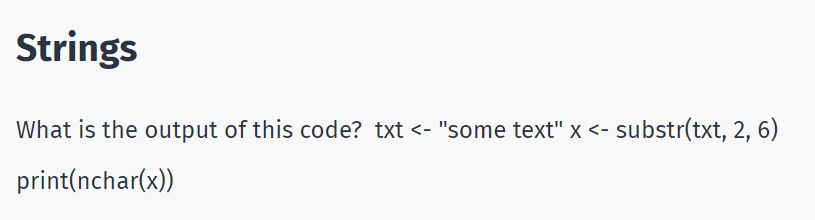 Strings
What is the output of this code?  txt <- "some text" x <- substr(txt, 2, 6)
print(nchar(x))